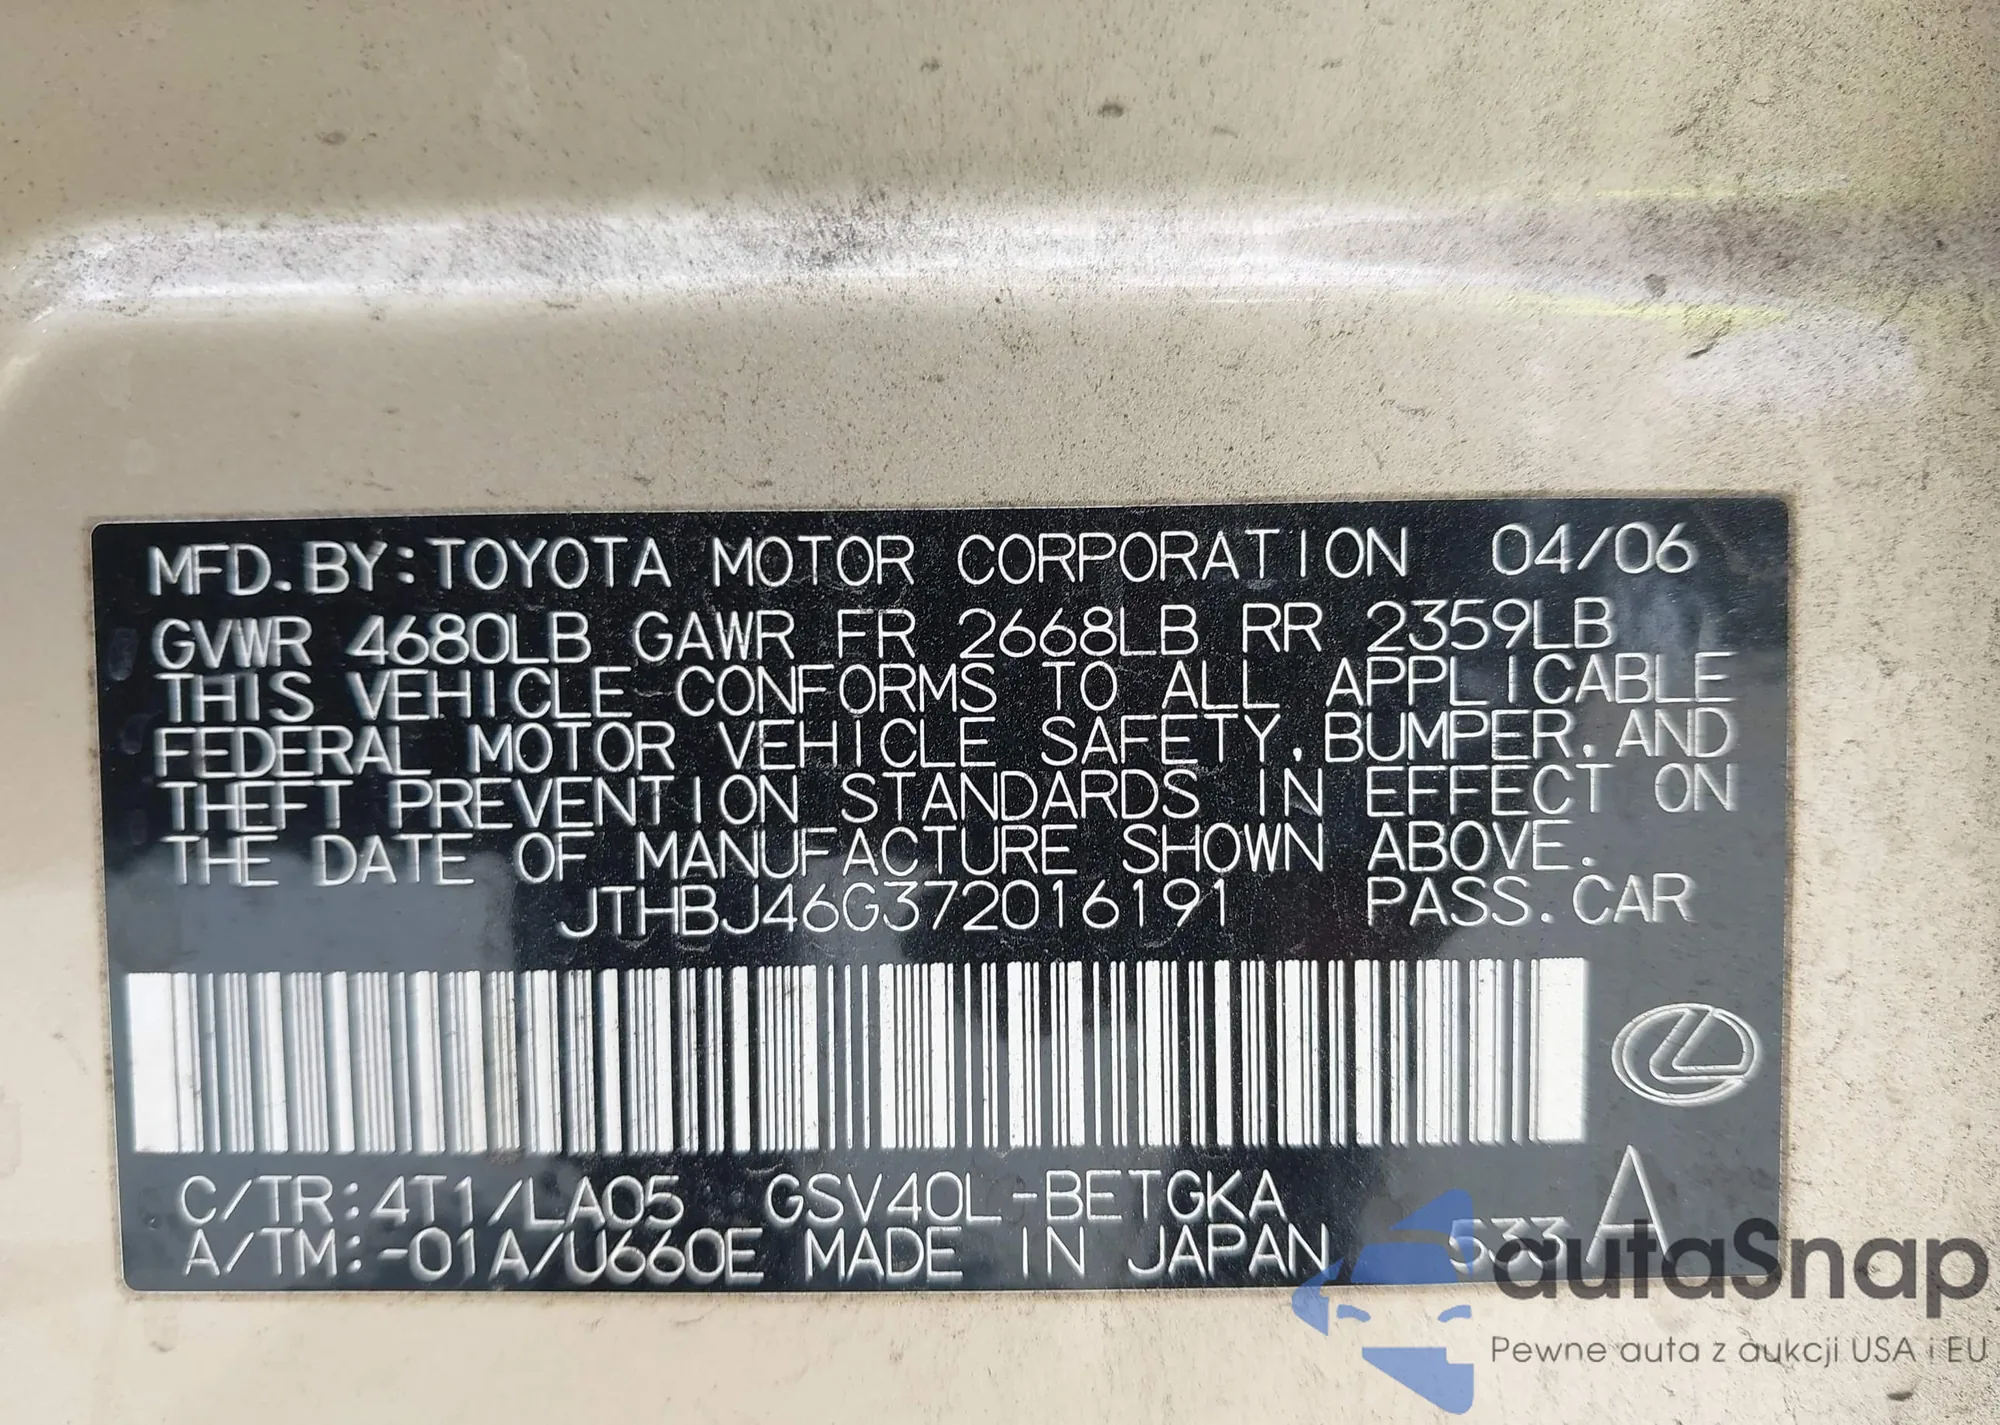 MFD.BY:TOYOTA MOTOR CORPORATION 04/06
GVWR 4680LB GAWR FR 2668LB RR 2359LB
THIS VEHICLE CONFORMS TO ALL APPLICABLE
FEDERAL MOTOR VEHICLE SAFETY,BUMPER,AND
THEFT PREVENTION STANDARDS IN EFFECT ON
THE DATE OF MANUFACTURE SHOWN ABOVE.
JTHBJ46G372016191 PASS.CAR
C/TR:4T1/LA05 GSV40L-BETGKA A
A/TM:-01A/U660E MADE IN JAPAN 533
autaSnap
Pewne auta z aukcji USA i EU